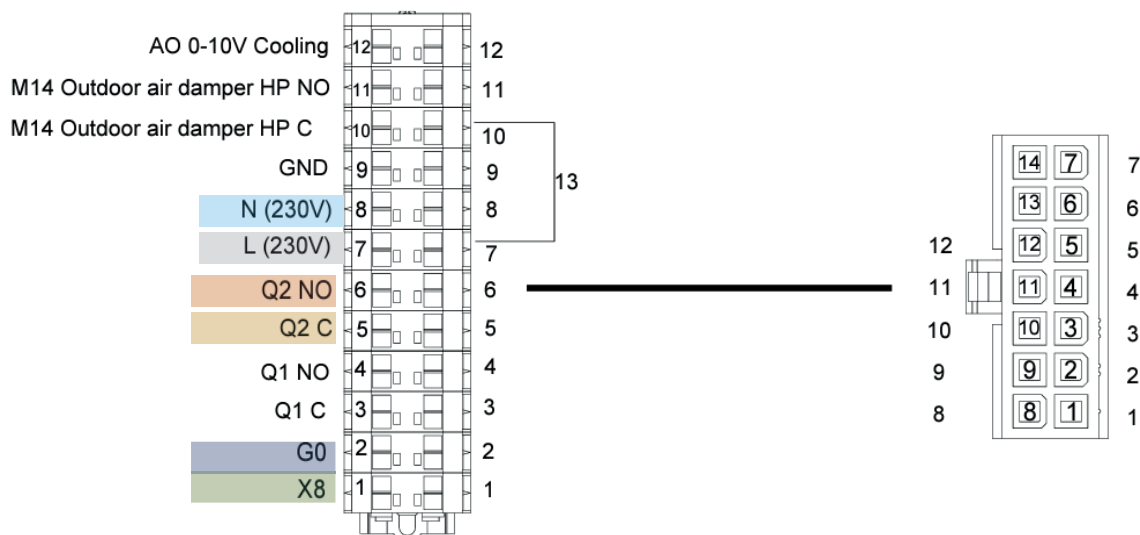 AO 0-10V Cooling 12 12
M14 Outdoor air damper HP NO 11 11
M14 Outdoor air damper HP C 10 10
GND 9 9
13
N (230V) 8 8
L (230V) 7 7
Q2 NO 6 6
Q2 C 5 5
Q1 NO 4 4
Q1 C 3 3
G0 2 2
X8 1 1
14 7 7
13 6 6
12 12 5 5
11 11 4 4
10 10 3 3
9 9 2 2
8 8 1 1